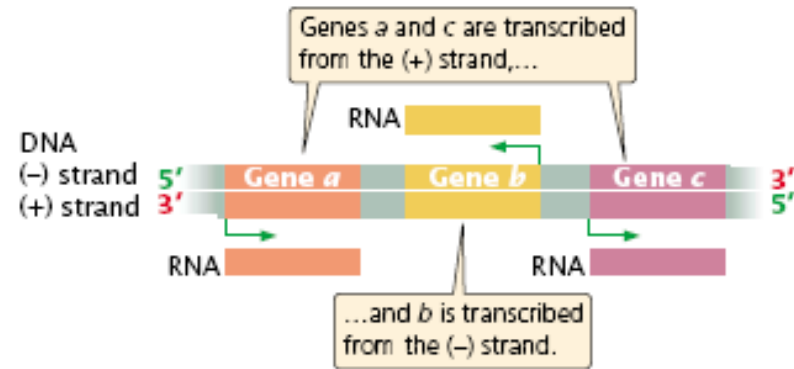 Genes a and c are transcribed
from the (+) strand,...
RNA
DNA
(–) strand 5′ Gene a Gene b Gene c 3′
(+) strand 3′ 5′
RNA RNA
...and b is transcribed
from the (–) strand.